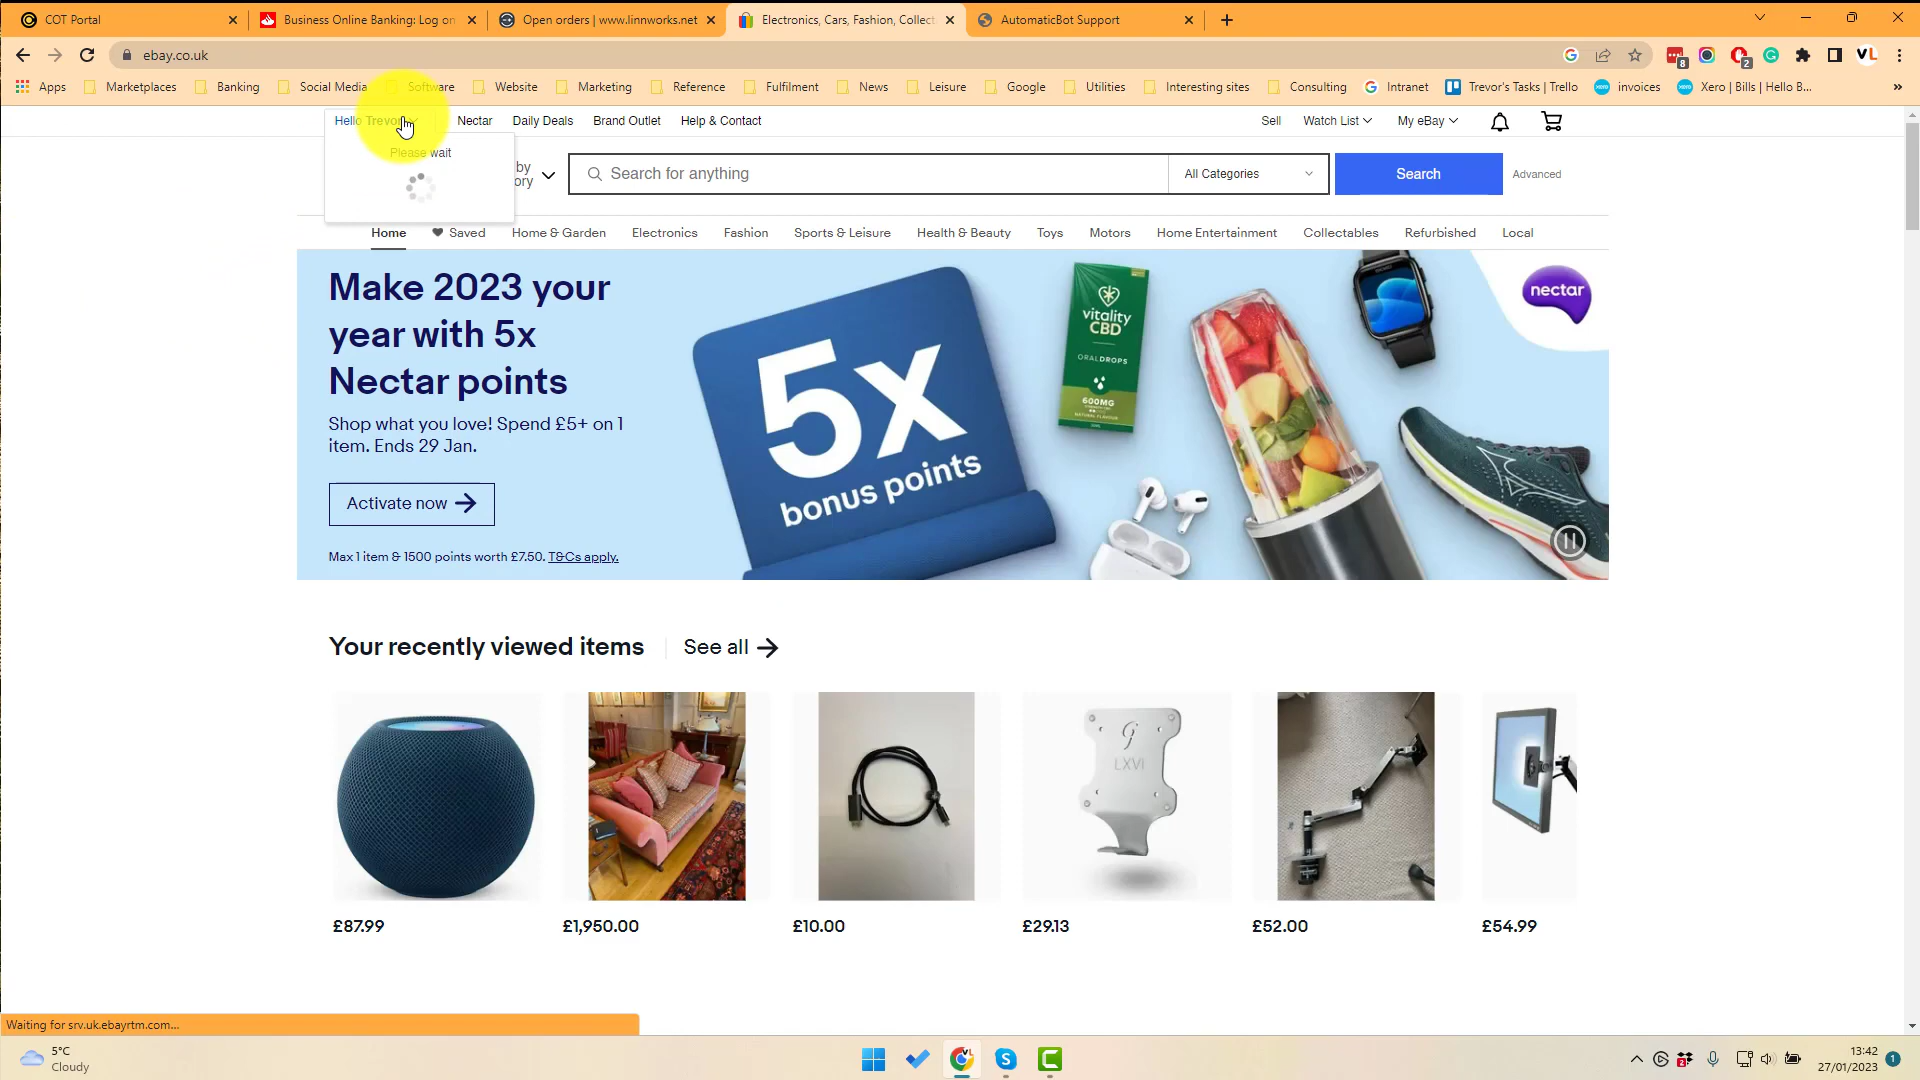 COT Portal
Business Online Banking: Log on
Open orders | www.linnworks.net
Electronics, Cars, Fashion, Collect
AutomaticBot Support
ebay.co.uk
8
2
VL
Apps
Marketplaces
Banking
Social Media
Software
Website
Marketing
Reference
Fulfilment
News
Leisure
Google
Utilities
Interesting sites
Consulting
Intranet
Trevor's Tasks | Trello
invoices
Xero | Bills | Hello B...
»
Hello Trevor
Nectar
Daily Deals
Brand Outlet
Help & Contact
Sell
Watch List
My eBay
Please wait
by
ory
Search for anything
All Categories
Search
Advanced
Home
Saved
Home & Garden
Electronics
Fashion
Sports & Leisure
Health & Beauty
Toys
Motors
Home Entertainment
Collectables
Refurbished
Local
Make 2023 your
year with 5x
Nectar points
Shop what you love! Spend £5+ on 1
item. Ends 29 Jan.
Activate now
Max 1 item & 1500 points worth £7.50. T&Cs apply.
5x
bonus points
vitality
CBD
ORAL DROPS
600MG
nectar
Your recently viewed items
See all
LXVI
£87.99
£1,950.00
£10.00
£29.13
£52.00
£54.99
Waiting for srv.uk.ebayrtm.com...
5°C
Cloudy
13:42
27/01/2023
1